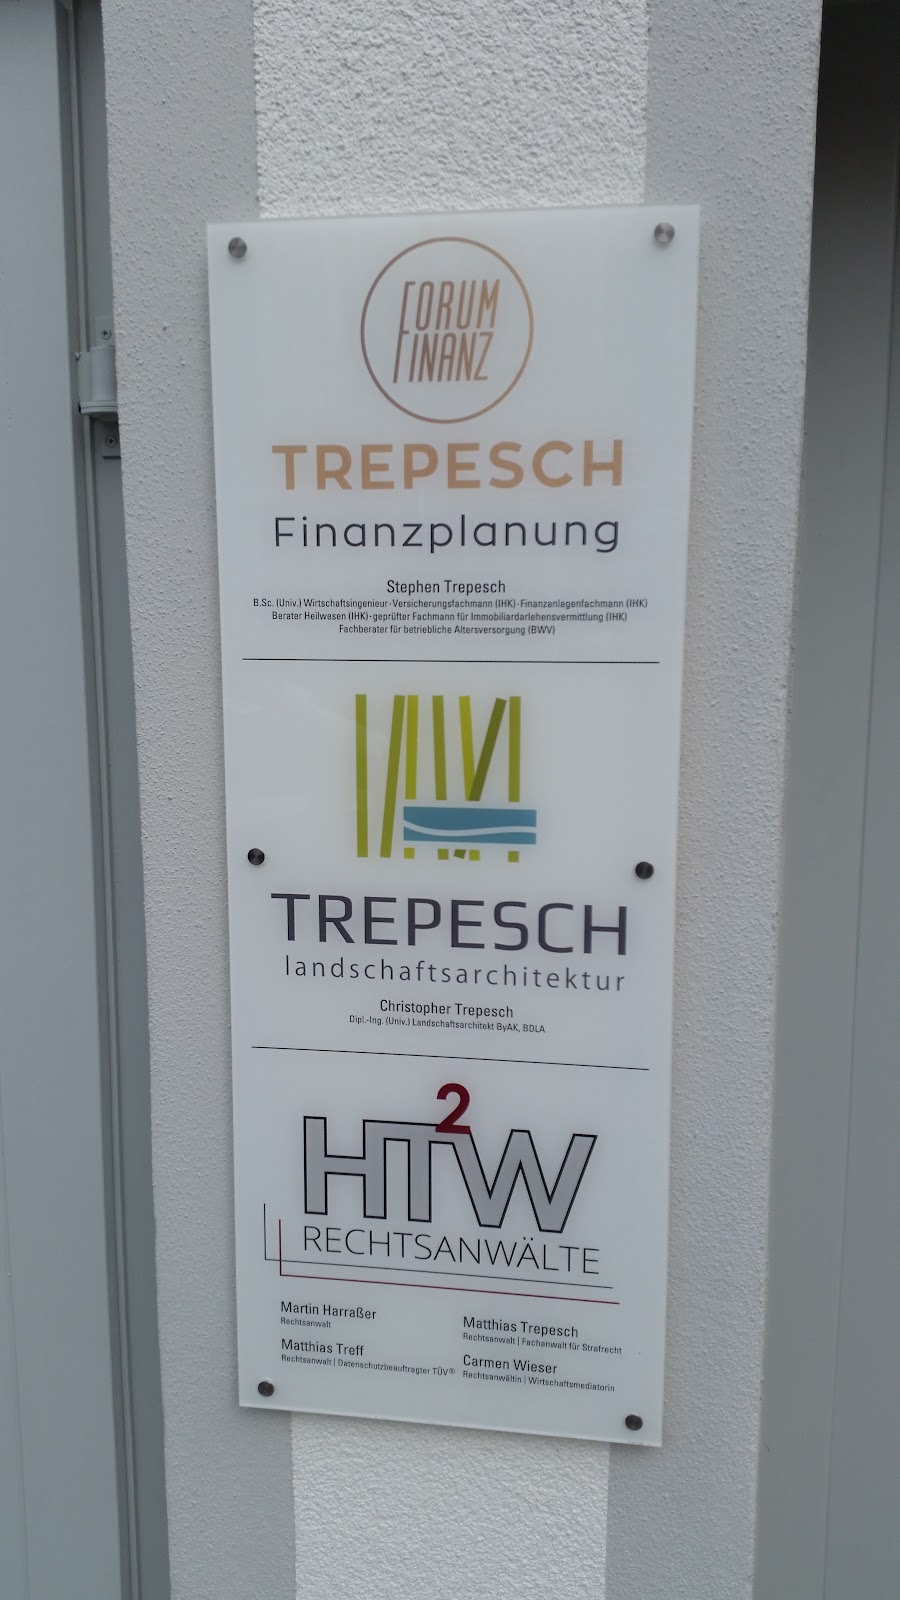 FORUM
FINANZ
TREPESCH
Finanzplanung
Stephen Trepesch
B.Sc. (Univ.) Wirtschaftsingenieur · Versicherungsfachmann (IHK) · Finanzanlagenfachmann (IHK)
Berater Heilwesen (IHK) · geprüfter Fachmann für Immobiliardarlehensvermittlung (IHK)
Fachberater für betriebliche Altersversorgung (BWV)
TREPESCH
landschaftsarchitektur
Christopher Trepesch
Dipl.-Ing. (Univ.) Landschaftsarchitekt ByAK, BDLA
HT²W
RECHTSANWÄLTE
Martin Harraßer
Rechtsanwalt
Matthias Treff
Rechtsanwalt | Datenschutzbeauftragter TÜV®
Matthias Trepesch
Rechtsanwalt | Fachanwalt für Strafrecht
Carmen Wieser
Rechtsanwältin | Wirtschaftsmediatorin